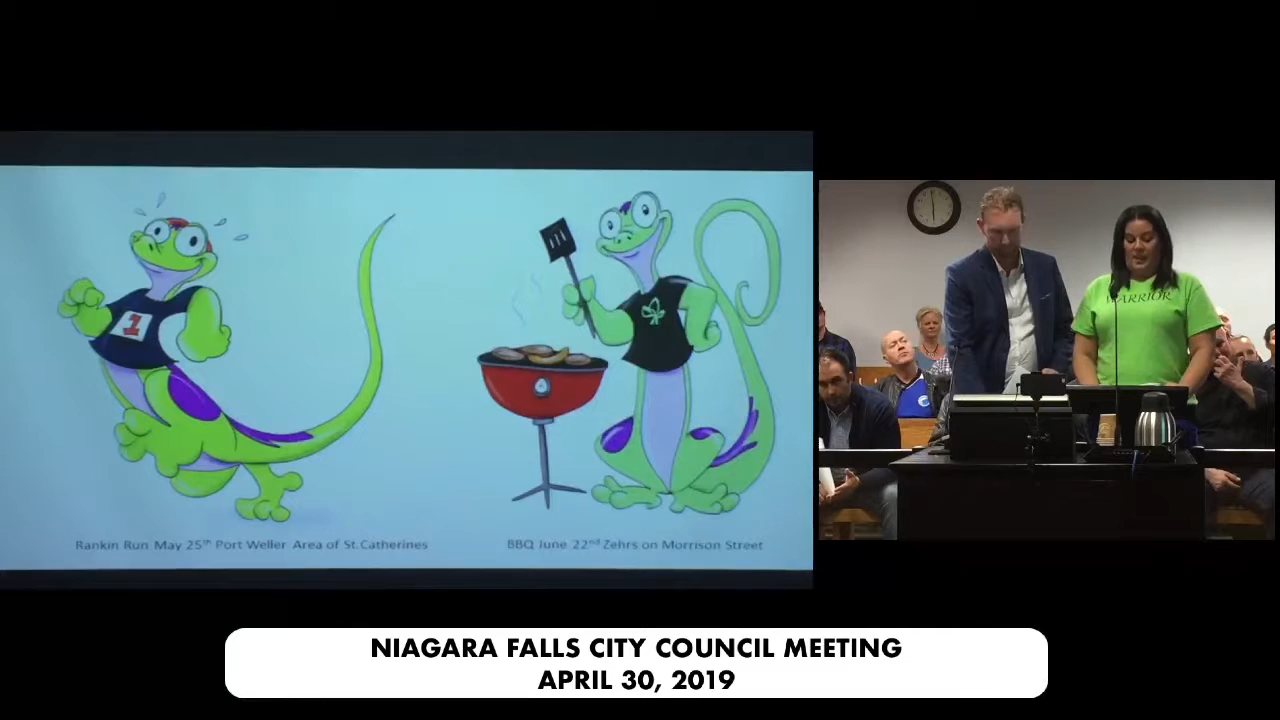 1
Rankin Run May 25th Port Weller Area of St.Catherines
BBQ June 22nd Zehrs on Morrison Street
WARRIOR
NIAGARA FALLS CITY COUNCIL MEETING
APRIL 30, 2019